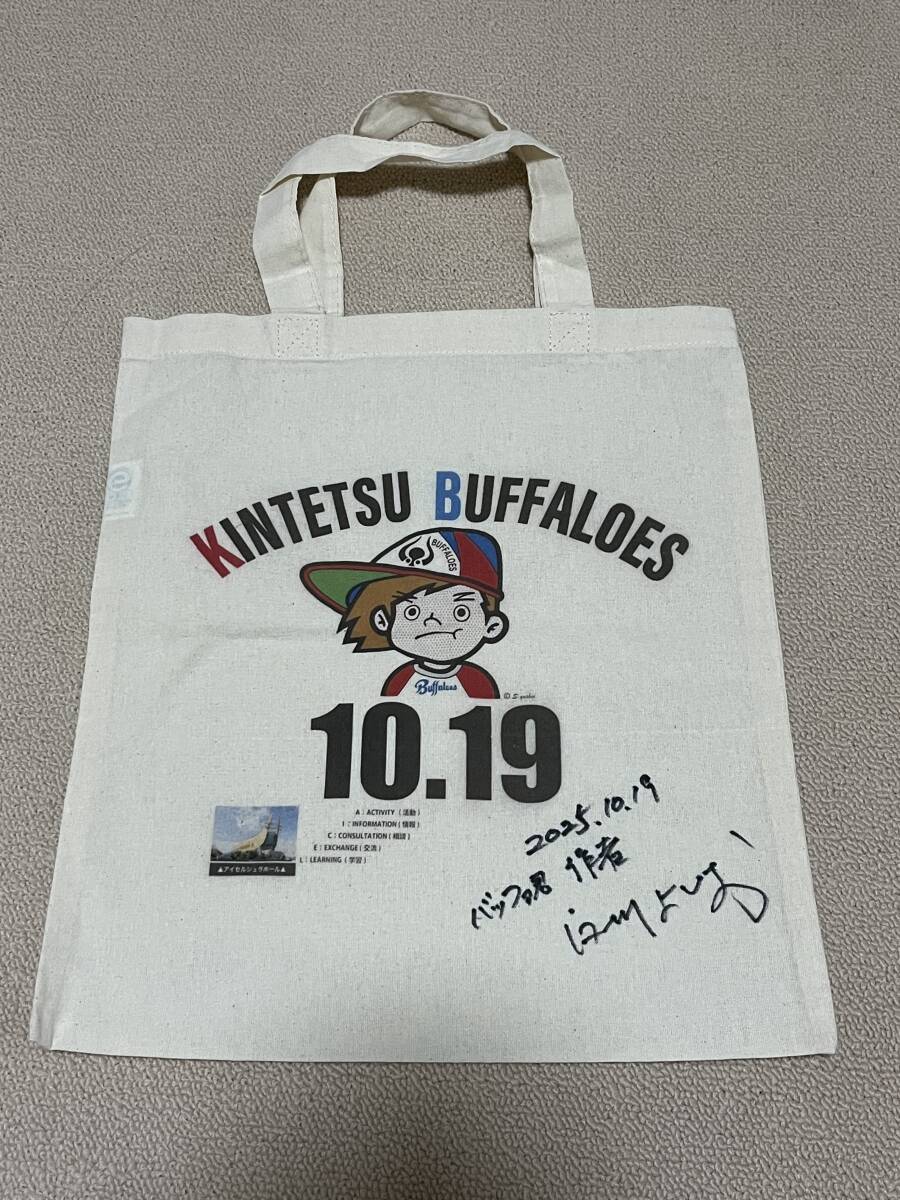 KINTETSU BUFFALOES
BUFFALOES
Buffaloes
10.19
A : ACTIVITY (活動)
I : INFORMATION (情報)
C : CONSULTATION (相談)
E : EXCHANGE (交流)
L : LEARNING (学習)
▲アイセルシュラホール▲
2025.10.19
バッファ男 作者